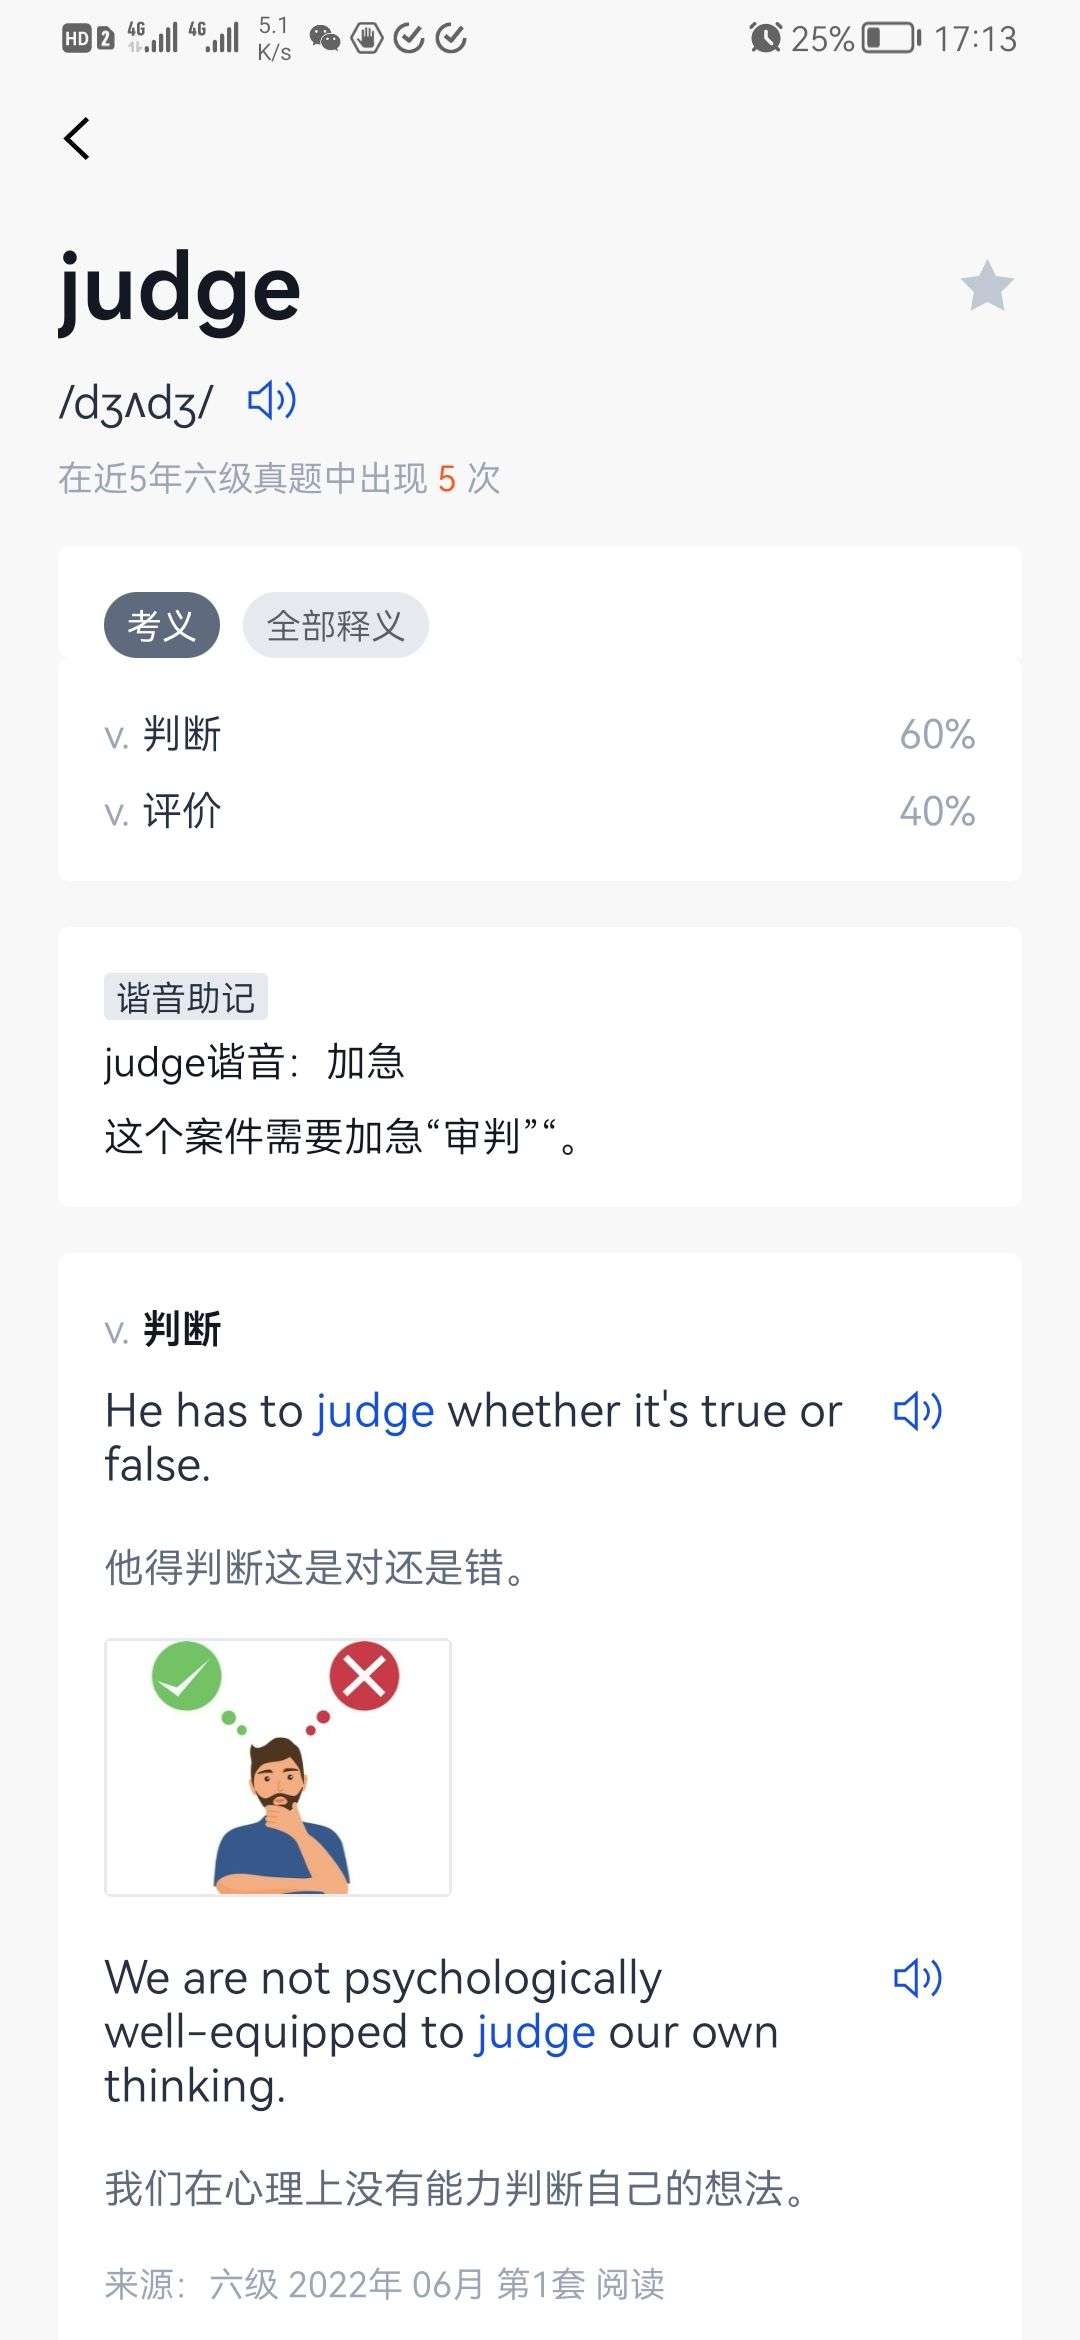 HD 2 4G 4G 5.1 K/s 25% 17:13
judge
/dʒʌdʒ/
在近5年六级真题中出现 5 次
考义 全部释义
v. 判断 60%
v. 评价 40%
谐音助记
judge谐音：加急
这个案件需要加急“审判”“。
v. 判断
He has to judge whether it's true or
false.
他得判断这是对还是错。
We are not psychologically
well-equipped to judge our own
thinking.
我们在心理上没有能力判断自己的想法。
来源：六级 2022年 06月 第1套 阅读